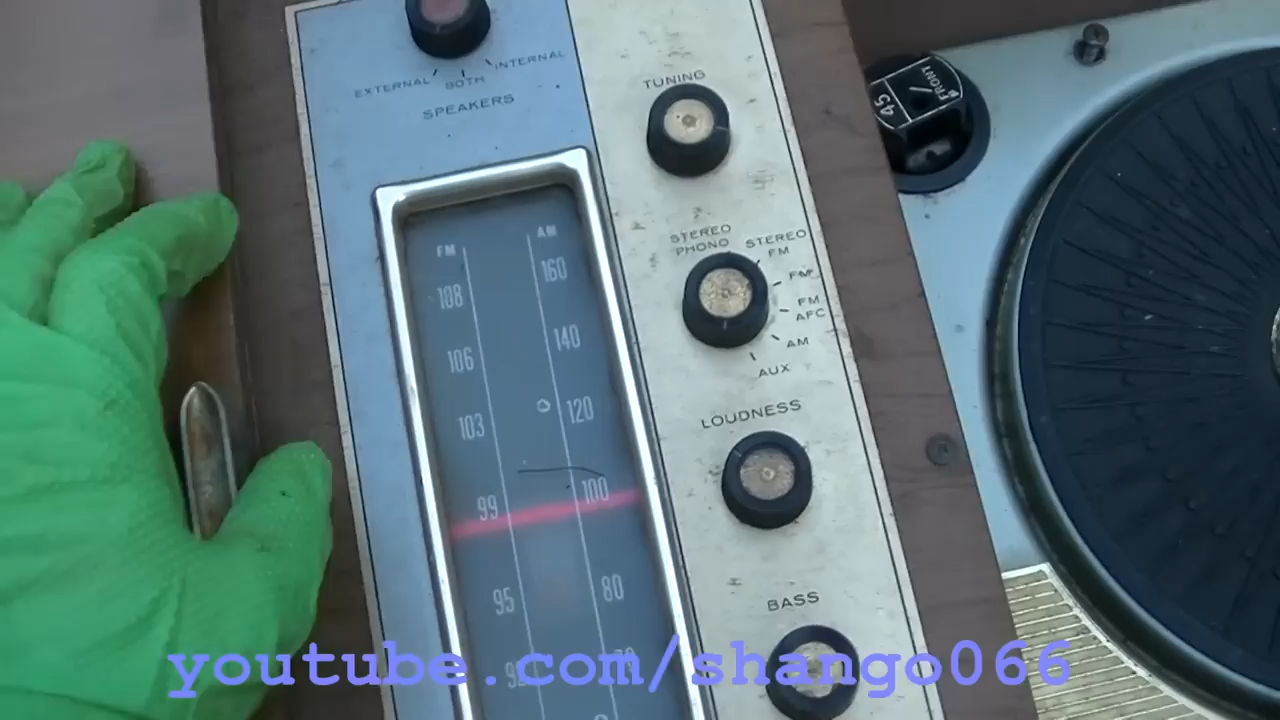 EXTERNAL
BOTH
INTERNAL
SPEAKERS
TUNING
45
FRONT
STEREO
PHONO
STEREO
FM
FM
FM
AFC
AM
AUX
LOUDNESS
BASS
FM
AM
108
160
106
140
103
120
99
100
95
80
youtube.com/shango066